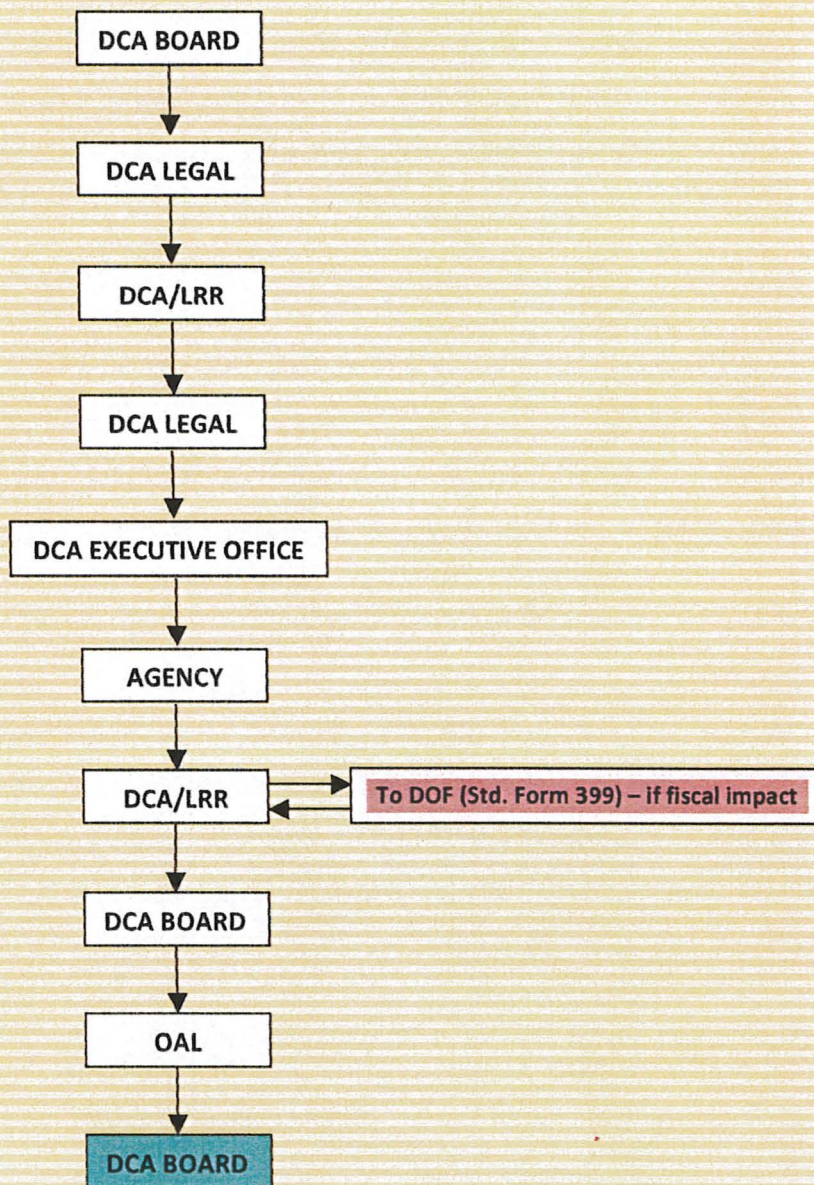 DCA BOARD
DCA LEGAL
DCA/LRR
DCA LEGAL
DCA EXECUTIVE OFFICE
AGENCY
DCA/LRR
To DOF (Std. Form 399) – if fiscal impact
DCA BOARD
OAL
DCA BOARD